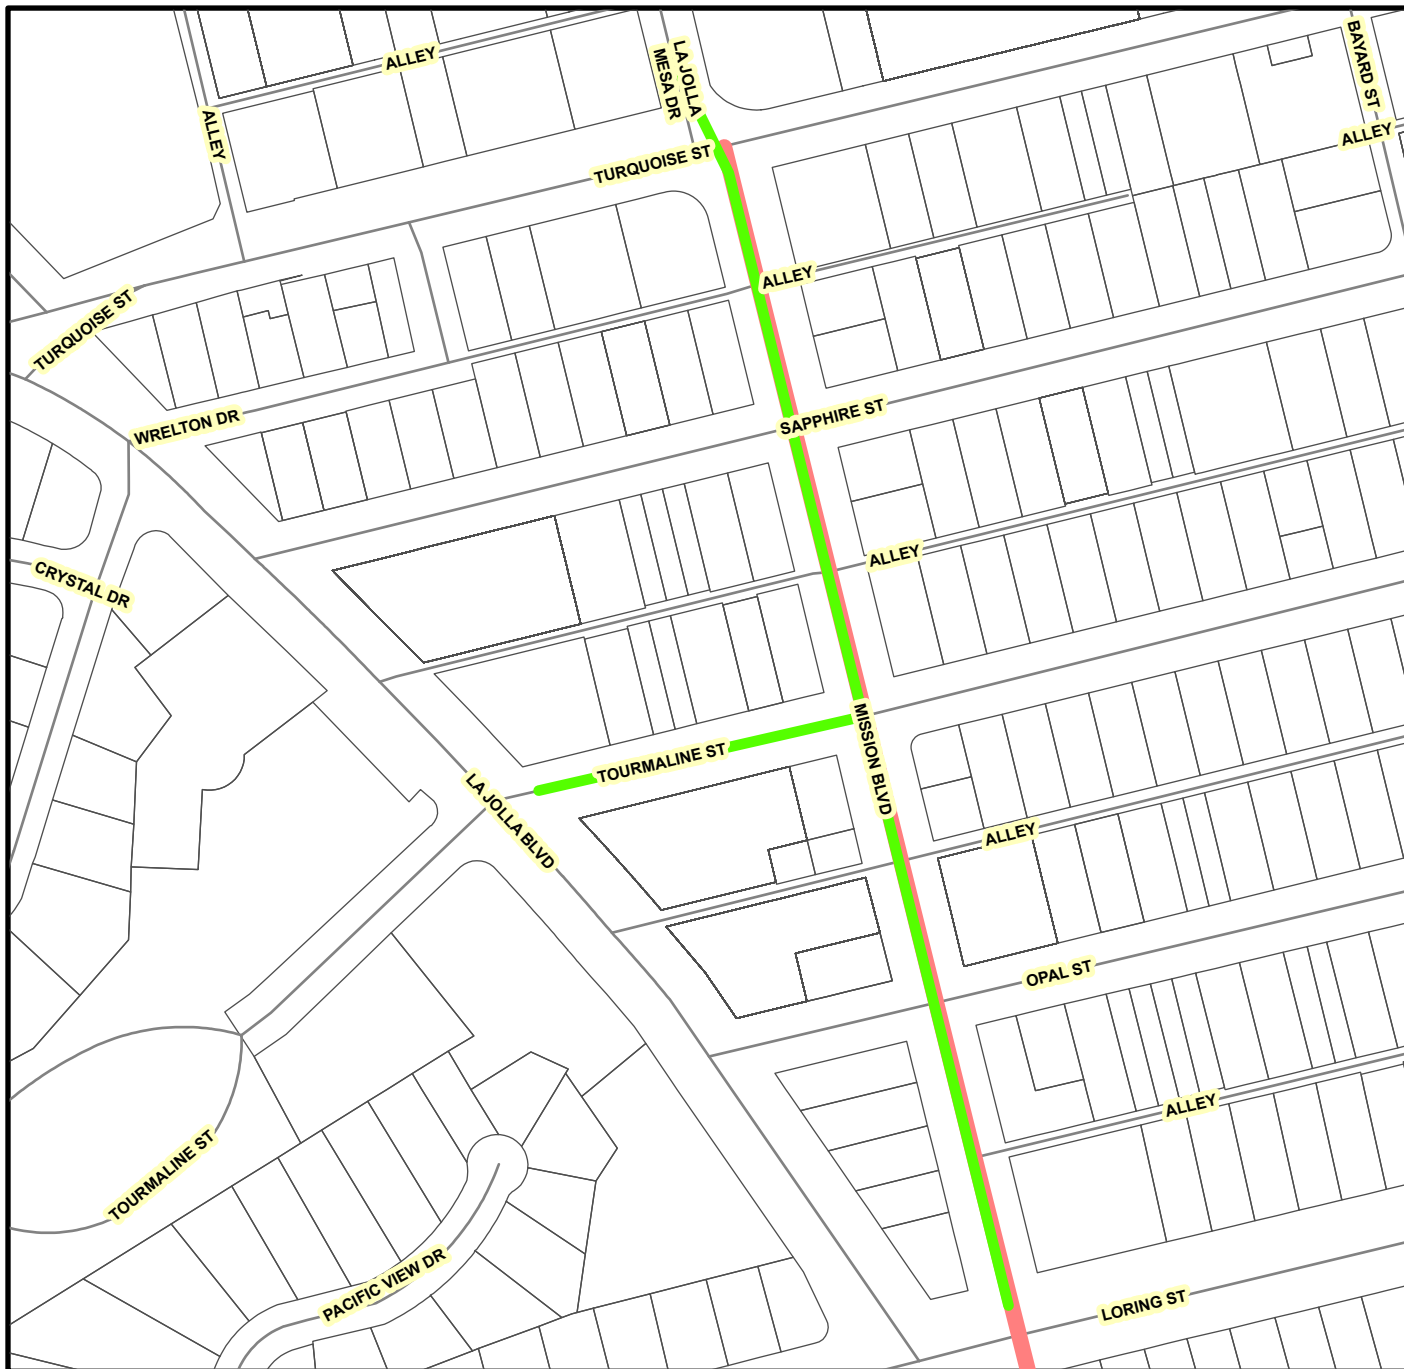 LA JOLLA
MESA DR
BAYARD ST
ALLEY
ALLEY
ALLEY
TURQUOISE ST
ALLEY
TURQUOISE ST
SAPPHIRE ST
WRELTON DR
ALLEY
CRYSTAL DR
MISSION BLVD
TOURMALINE ST
LA JOLLA BLVD
ALLEY
OPAL ST
ALLEY
TOURMALINE ST
PACIFIC VIEW DR
LORING ST